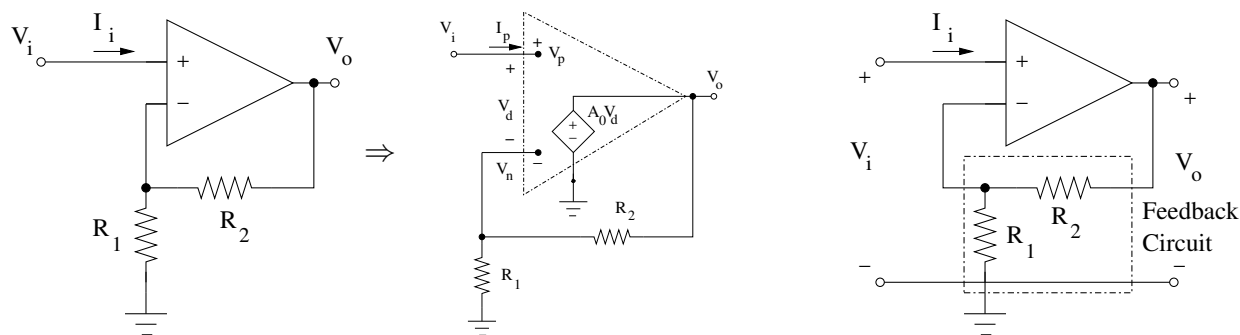 V_i
I_i
+
−
V_o
R_1
R_2
⇒
V_i
I_p
+
V_p
+
V_d
−
V_n
−
A_0V_d
+
−
V_o
R_2
R_1
I_i
+
+
−
V_i
+
V_o
R_1
R_2
Feedback
Circuit
−
−